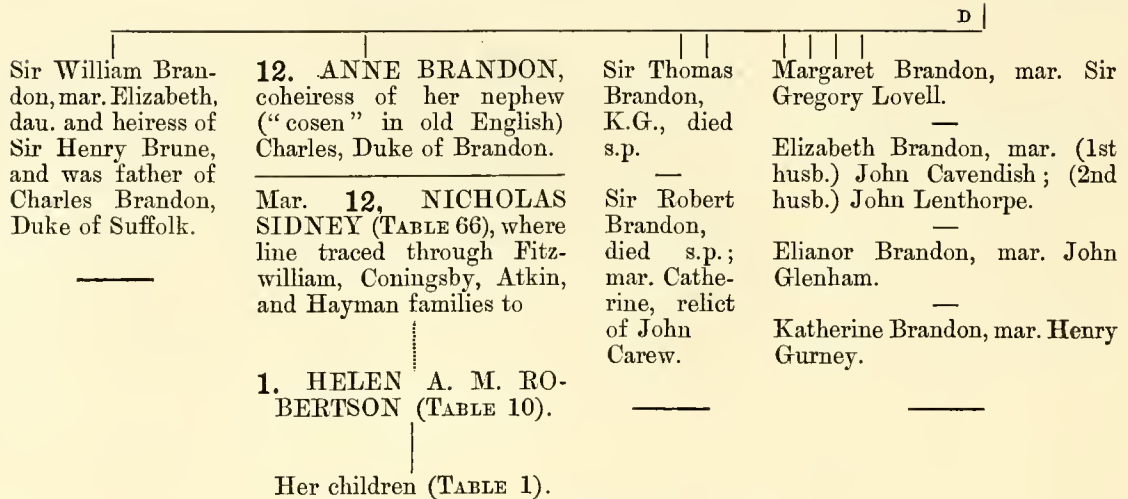 D
Sir William Bran-
don, mar. Elizabeth,
dau. and heiress of
Sir Henry Brune,
and was father of
Charles Brandon,
Duke of Suffolk.
12. ANNE BRANDON,
coheiress of her nephew
(“cosen” in old English)
Charles, Duke of Brandon.
Mar. 12, NICHOLAS
SIDNEY (TABLE 66), where
line traced through Fitz-
william, Coningsby, Atkin,
and Hayman families to
1. HELEN A. M. RO-
BERTSON (TABLE 10).
Her children (TABLE 1).
Sir Thomas
Brandon,
K.G., died
s.p.
Sir Robert
Brandon,
died s.p.;
mar. Cathe-
rine, relict
of John
Carew.
Margaret Brandon, mar. Sir
Gregory Lovell.
Elizabeth Brandon, mar. (1st
husb.) John Cavendish; (2nd
husb.) John Lenthorpe.
Elianor Brandon, mar. John
Glenham.
Katherine Brandon, mar. Henry
Gurney.